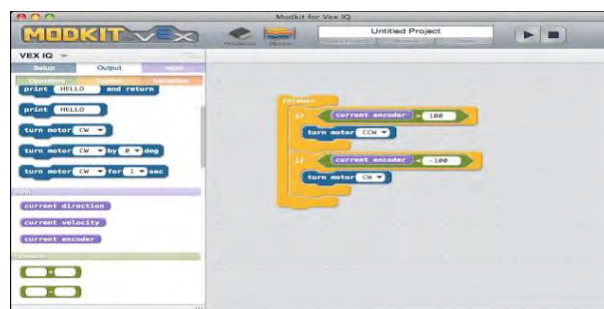 Modkit for Vex IQ
MODKIT VEX
Untitled Project
VEX IQ
Setup Output Input
Operators Control Variables
print HELLO and return
print HELLO
turn motor CW
turn motor CW by 0 deg
turn motor CW for 1 sec
current direction
current velocity
current encoder
Operators
+
-
forever
if current encoder 100
turn motor CCW
if current encoder -100
turn motor CW